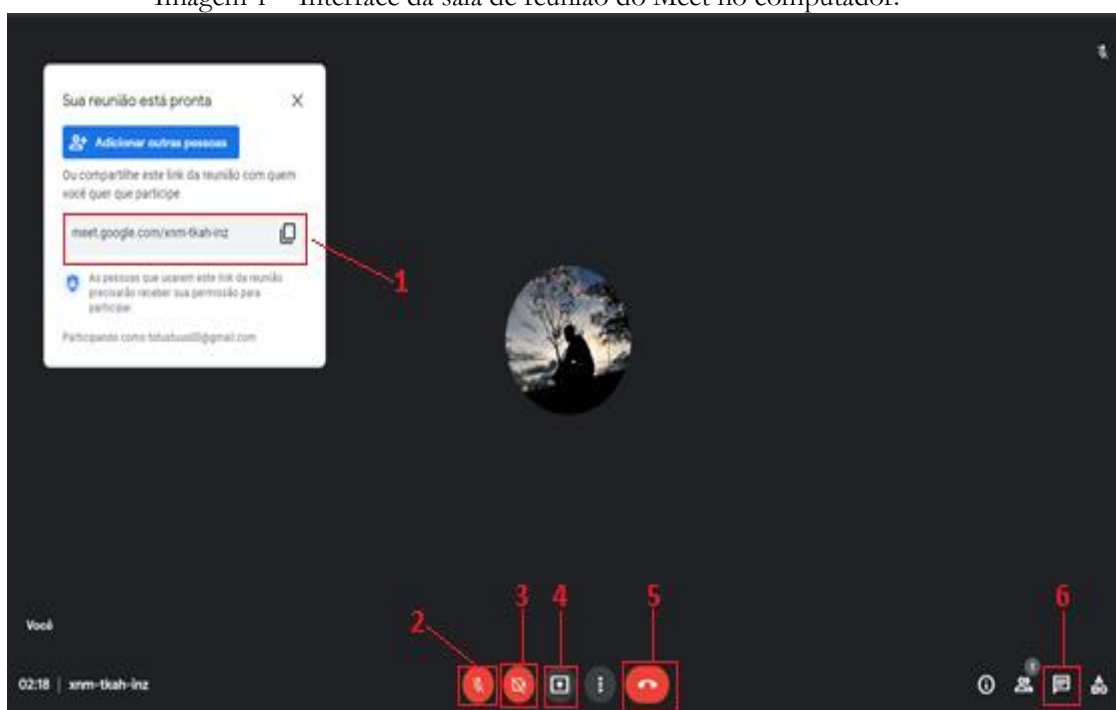 Imagem 1 – Interface da sala de reunião do Meet no computador.
Sua reunião está pronta
Adicionar outras pessoas
Ou compartilhe este link da reunião com quem
você quer que participe
meet.google.com/xnm-tkah-inz
1
As pessoas que usarem este link da reunião
precisarão receber sua permissão para
participar.
Participando como
2
3
4
5
6
Você
02:18 | xnm-tkah-inz